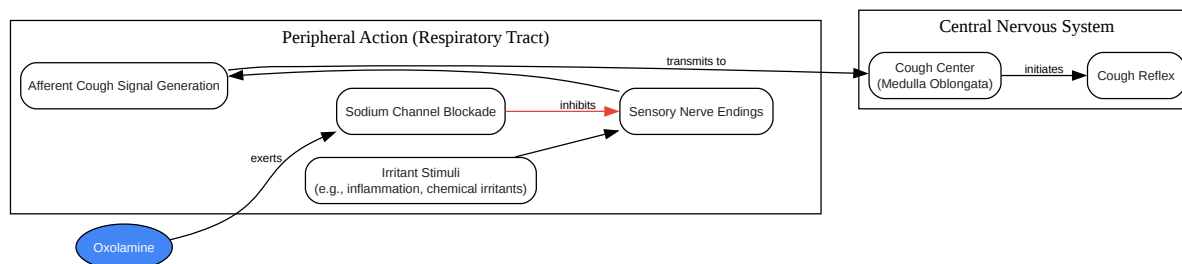 Peripheral Action (Respiratory Tract)
Central Nervous System
Afferent Cough Signal Generation
transmits to
Cough Center
(Medulla Oblongata)
initiates
Cough Reflex
Sodium Channel Blockade
inhibits
Sensory Nerve Endings
exerts
Irritant Stimuli
(e.g., inflammation, chemical irritants)
Oxolamine